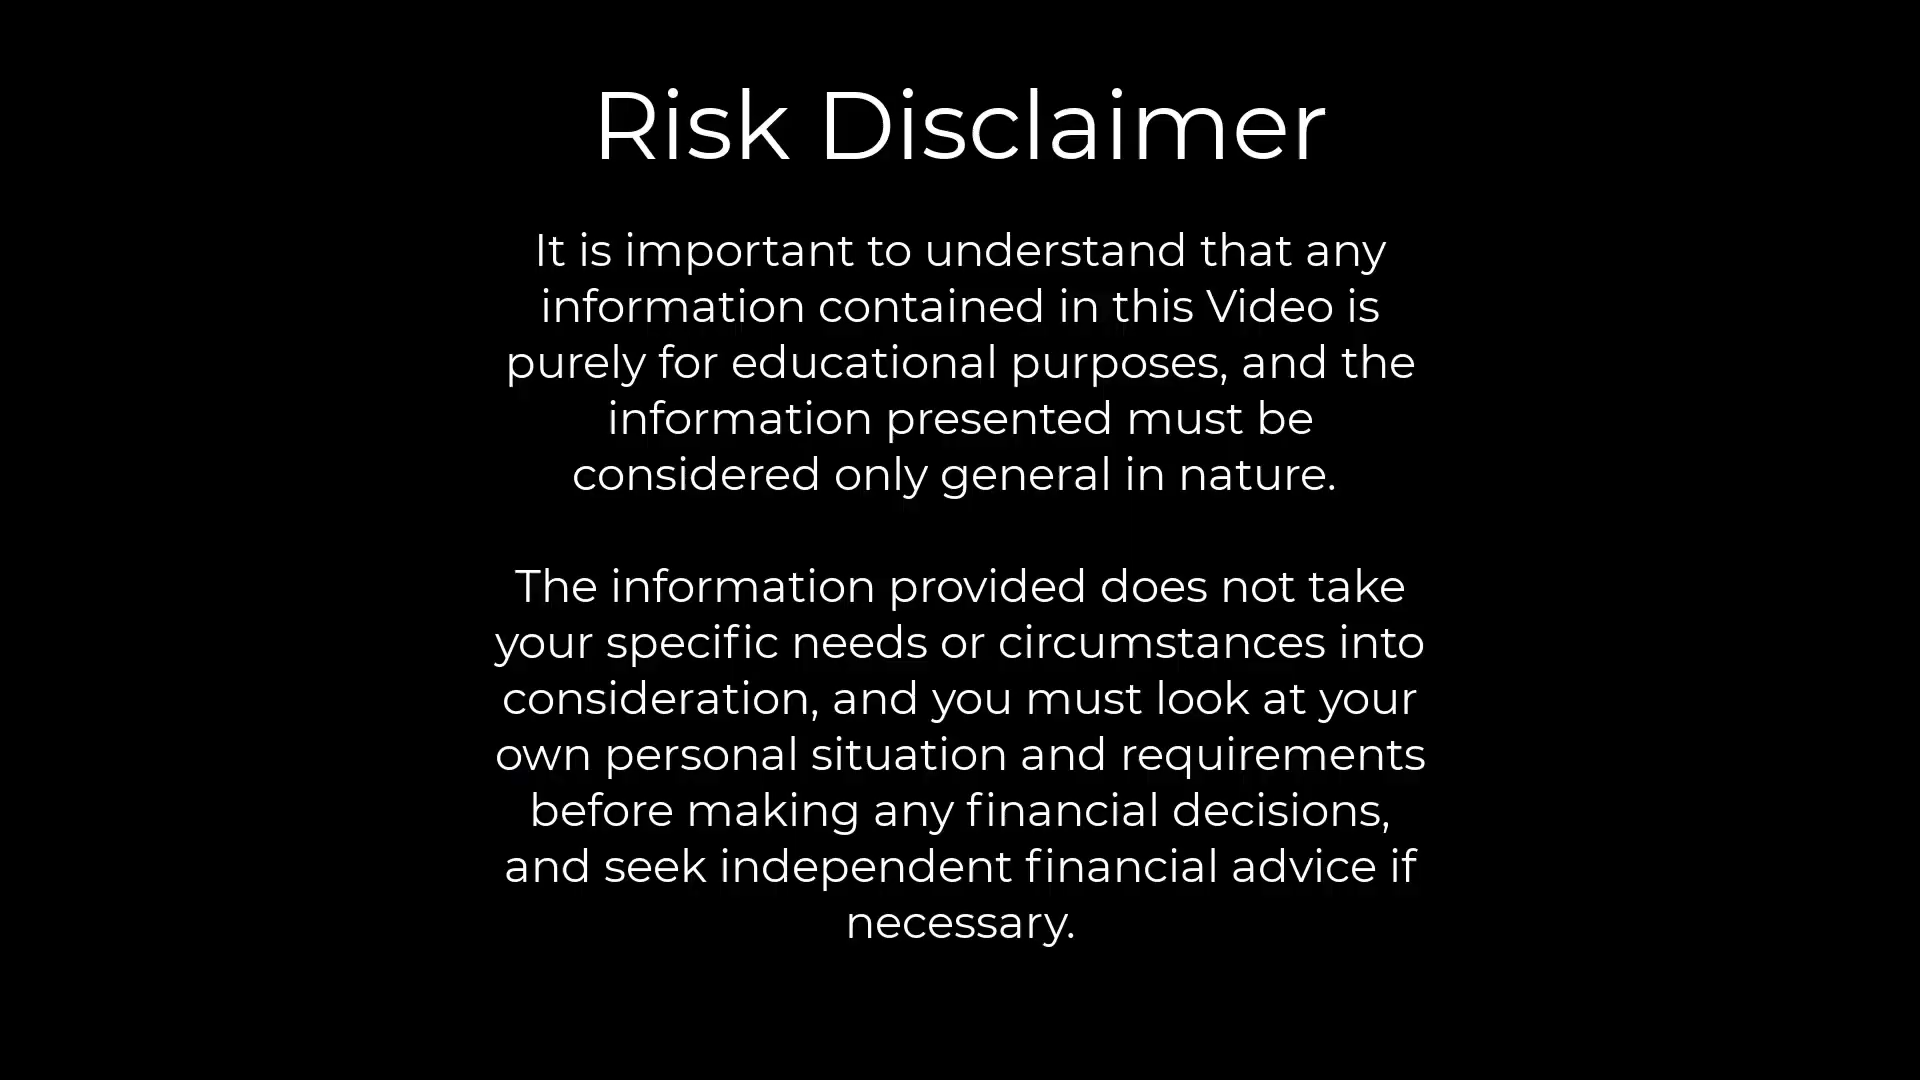 Risk Disclaimer
It is important to understand that any
information contained in this Video is
purely for educational purposes, and the
information presented must be
considered only general in nature.
The information provided does not take
your specific needs or circumstances into
consideration, and you must look at your
own personal situation and requirements
before making any financial decisions,
and seek independent financial advice if
necessary.